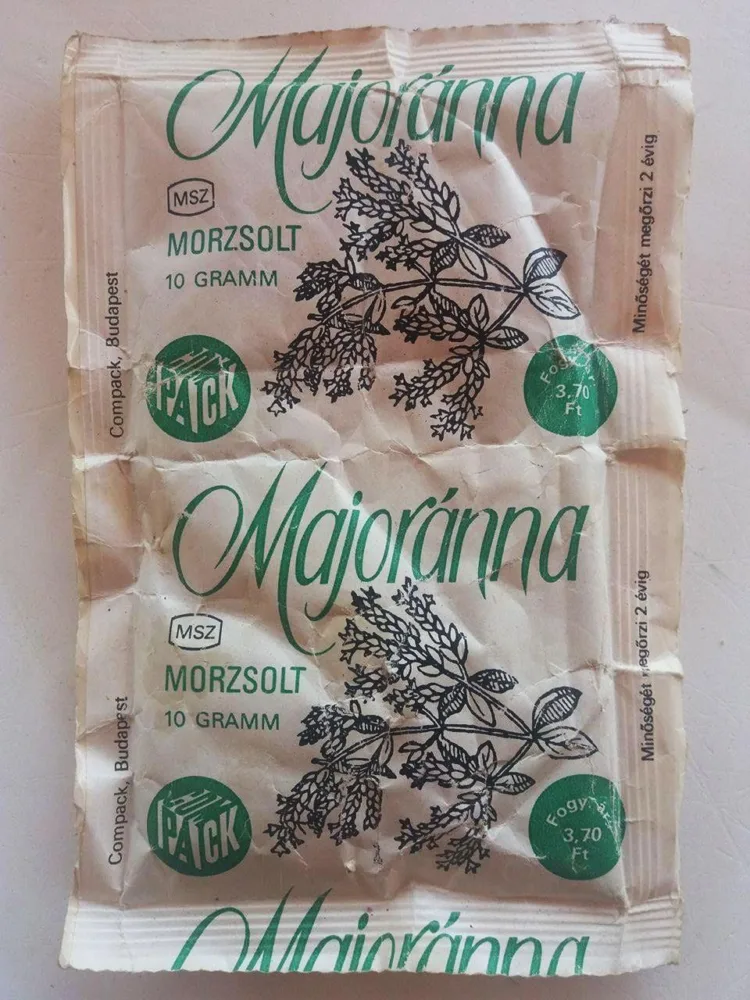 Majoránna
MSZ
MORZSOLT
10 GRAMM
Compack, Budapest
Minőségét megőrzi 2 évig
PACK
3,70
Ft
Majoránna
MSZ
MORZSOLT
10 GRAMM
Compack, Budapest
Minőségét megőrzi 2 évig
PACK
3,70
Ft
Majoránna